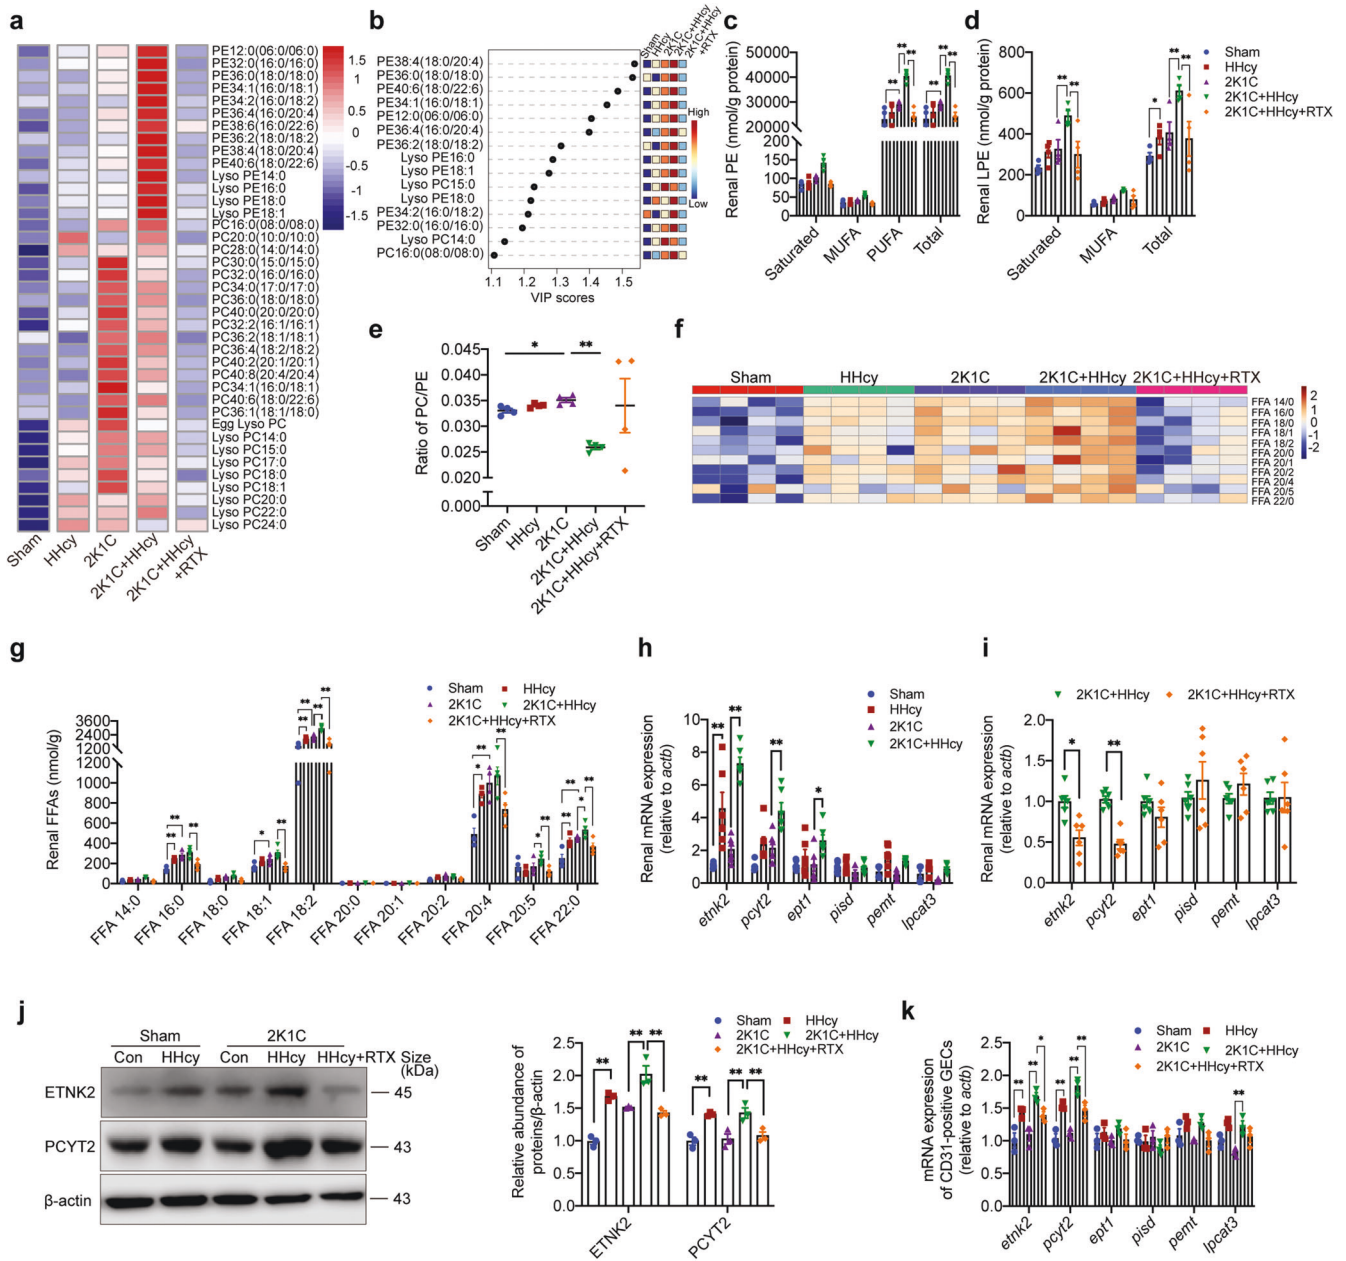 a
PE12:0(06:0/06:0)
PE32:0(16:0/16:0)
PE36:0(18:0/18:0)
PE34:1(16:0/18:1)
PE34:2(16:0/18:2)
PE36:4(16:0/20:4)
PE38:6(16:0/22:6)
PE36:2(18:0/18:2)
PE38:4(18:0/20:4)
PE40:6(18:0/22:6)
Lyso PE14:0
Lyso PE16:0
Lyso PE18:0
Lyso PE18:1
PC16:0(08:0/08:0)
PC20:0(10:0/10:0)
PC28:0(14:0/14:0)
PC30:0(15:0/15:0)
PC32:0(16:0/16:0)
PC34:0(17:0/17:0)
PC36:0(18:0/18:0)
PC40:0(20:0/20:0)
PC32:2(16:1/16:1)
PC36:2(18:1/18:1)
PC36:4(18:2/18:2)
PC40:2(20:1/20:1)
PC40:8(20:4/20:4)
PC34:1(16:0/18:1)
PC40:6(18:0/22:6)
PC36:1(18:1/18:0)
Egg Lyso PC
Lyso PC14:0
Lyso PC15:0
Lyso PC17:0
Lyso PC18:0
Lyso PC18:1
Lyso PC20:0
Lyso PC22:0
Lyso PC24:0
1.5
1
0.5
0
-0.5
-1
-1.5
Sham
HHcy
2K1C
2K1C+HHcy
2K1C+HHcy
+RTX
b
Sham
HHcy
2K1C
2K1C+HHcy
2K1C+HHcy
+RTX
PE38:4(18:0/20:4)
PE36:0(18:0/18:0)
PE40:6(18:0/22:6)
PE34:1(16:0/18:1)
PE12:0(06:0/06:0)
PE36:4(16:0/20:4)
PE36:2(18:0/18:2)
Lyso PE16:0
Lyso PE18:1
Lyso PC15:0
Lyso PE18:0
PE34:2(16:0/18:2)
PE32:0(16:0/16:0)
Lyso PC14:0
PC16:0(08:0/08:0)
High
Low
1.1 1.2 1.3 1.4 1.5
VIP scores
c
Renal PE (nmol/g protein)
50000
40000
30000
20000
200
150
100
50
0
** ** ** ** ** **
Saturated
MUFA
PUFA
Total
d
Renal LPE (nmol/g protein)
800
600
400
200
0
** ** * ** **
Saturated
MUFA
Total
Sham
HHcy
2K1C
2K1C+HHcy
2K1C+HHcy+RTX
e
Ratio of PC/PE
0.045
0.040
0.035
0.030
0.025
0.020
0.000
* **
Sham
HHcy
2K1C
2K1C+HHcy
2K1C+HHcy+RTX
f
Sham HHcy 2K1C 2K1C+HHcy 2K1C+HHcy+RTX
FFA 14/0
FFA 16/0
FFA 18/0
FFA 18/1
FFA 18/2
FFA 20/0
FFA 20/1
FFA 20/2
FFA 20/4
FFA 20/5
FFA 22/0
2
1
0
-1
-2
g
Sham HHcy
2K1C 2K1C+HHcy
2K1C+HHcy+RTX
Renal FFAs (nmol/g)
3600
2400
1200
1200
1000
800
600
400
200
0
** ** ** * ** ** ** ** ** * ** ** * ** ** ** * **
FFA 14:0
FFA 16:0
FFA 18:0
FFA 18:1
FFA 18:2
FFA 20:0
FFA 20:1
FFA 20:2
FFA 20:4
FFA 20:5
FFA 22:0
h
Renal mRNA expression
(relative to actb)
10
8
6
4
2
0
** ** ** *
Sham
HHcy
2K1C
2K1C+HHcy
etnk2
pcyt2
ept1
pisd
pemt
lpcat3
i
2K1C+HHcy 2K1C+HHcy+RTX
Renal mRNA expression
(relative to actb)
2.0
1.5
1.0
0.5
0.0
* **
etnk2
pcyt2
ept1
pisd
pemt
lpcat3
j
Sham 2K1C
Con HHcy Con HHcy HHcy+RTX Size
(kDa)
ETNK2 45
PCYT2 43
β-actin 43
Sham HHcy
2K1C 2K1C+HHcy
2K1C+HHcy+RTX
Relative abundance of
proteins/β-actin
2.5
2.0
1.5
1.0
0.5
0.0
** ** ** ** ** **
ETNK2
PCYT2
k
Sham HHcy
2K1C 2K1C+HHcy
2K1C+HHcy+RTX
mRNA expression
of CD31-positive GECs
(relative to actb)
2.5
2.0
1.5
1.0
0.5
0.0
** ** * ** ** ** **
etnk2
pcyt2
ept1
pisd
pemt
lpcat3